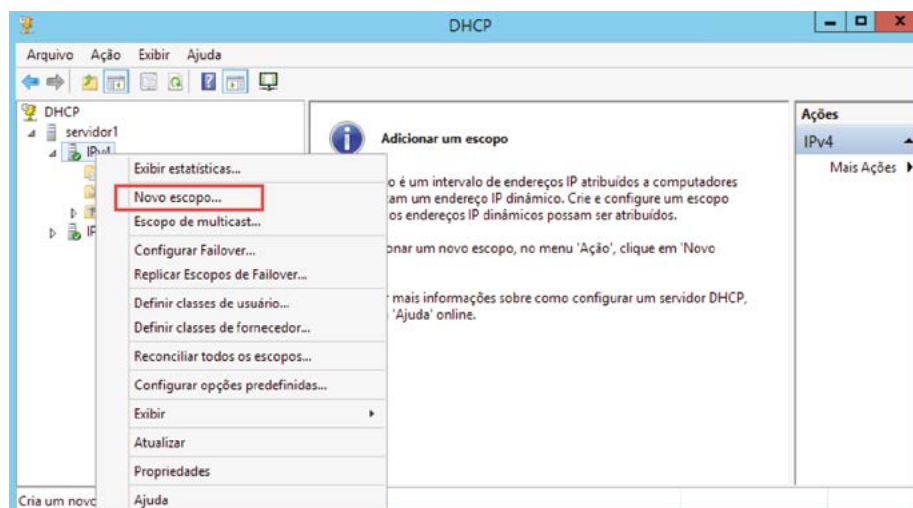 DHCP
Arquivo Ação Exibir Ajuda
DHCP
servidor1
IPv4
Exibir estatísticas...
Novo escopo...
Escopo de multicast...
Configurar Failover...
Replicar Escopos de Failover...
Definir classes de usuário...
Definir classes de fornecedor...
Reconciliar todos os escopos...
Configurar opções predefinidas...
Exibir
Atualizar
Propriedades
Ajuda
Adicionar um escopo
o é um intervalo de endereços IP atribuídos a computadores
tam um endereço IP dinâmico. Crie e configure um escopo
os endereços IP dinâmicos possam ser atribuídos.
onar um novo escopo, no menu 'Ação', clique em 'Novo
mais informações sobre como configurar um servidor DHCP,
'Ajuda' online.
Ações
IPv4
Mais Ações
Cria um novo